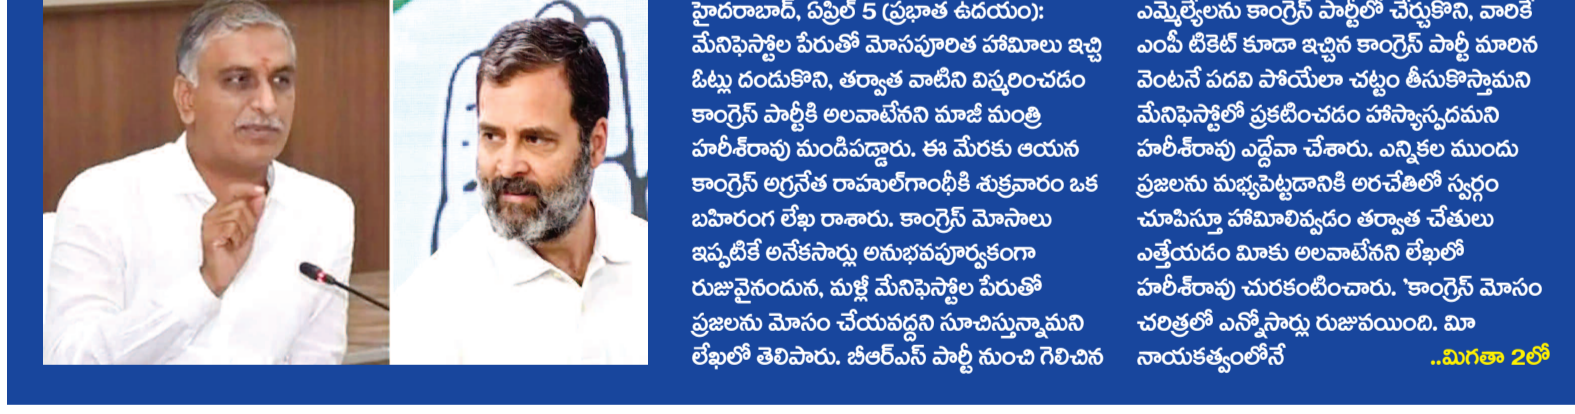 హైదరాబాద్, ఏప్రిల్ 5 (ప్రభాత ఉదయం):
మేనిఫెస్టోల పేరుతో మోసపూరిత హామీలు ఇచ్చి
ఓట్లు దండుకొని, తర్వాత వాటిని విస్మరించడం
కాంగ్రెస్ పార్టీకి అలవాటేనని మాజీ మంత్రి
హరీశ్‌రావు మండిపడ్డారు. ఈ మేరకు ఆయన
కాంగ్రెస్ అగ్రనేత రాహుల్‌గాంధీకి శుక్రవారం ఒక
బహిరంగ లేఖ రాశారు. కాంగ్రెస్ మోసాలు
ఇప్పటికే అనేకసార్లు అనుభవపూర్వకంగా
రుజువైనందున, మళ్లీ మేనిఫెస్టోల పేరుతో
ప్రజలను మోసం చేయవద్దని సూచిస్తున్నామని
లేఖలో తెలిపారు. బీఆర్ఎస్ పార్టీ నుంచి గెలిచిన
ఎమ్మెల్యేలను కాంగ్రెస్ పార్టీలో చేర్చుకొని, వారికే
ఎంపీ టికెట్ కూడా ఇచ్చిన కాంగ్రెస్ పార్టీ మారిన
వెంటనే పదవి పోయేలా చట్టం తీసుకొస్తామని
మేనిఫెస్టోలో ప్రకటించడం హాస్యాస్పదమని
హరీశ్‌రావు ఎద్దేవా చేశారు. ఎన్నికల ముందు
ప్రజలను మభ్యపెట్టడానికి అరచేతిలో స్వర్గం
చూపిస్తూ హామీలివ్వడం తర్వాత చేతులు
ఎత్తేయడం మీకు అలవాటేనని లేఖలో
హరీశ్‌రావు చురకంటించారు. 'కాంగ్రెస్ మోసం
చరిత్రలో ఎన్నోసార్లు రుజువయింది. మీ
నాయకత్వంలోనే ..మిగతా 2లో